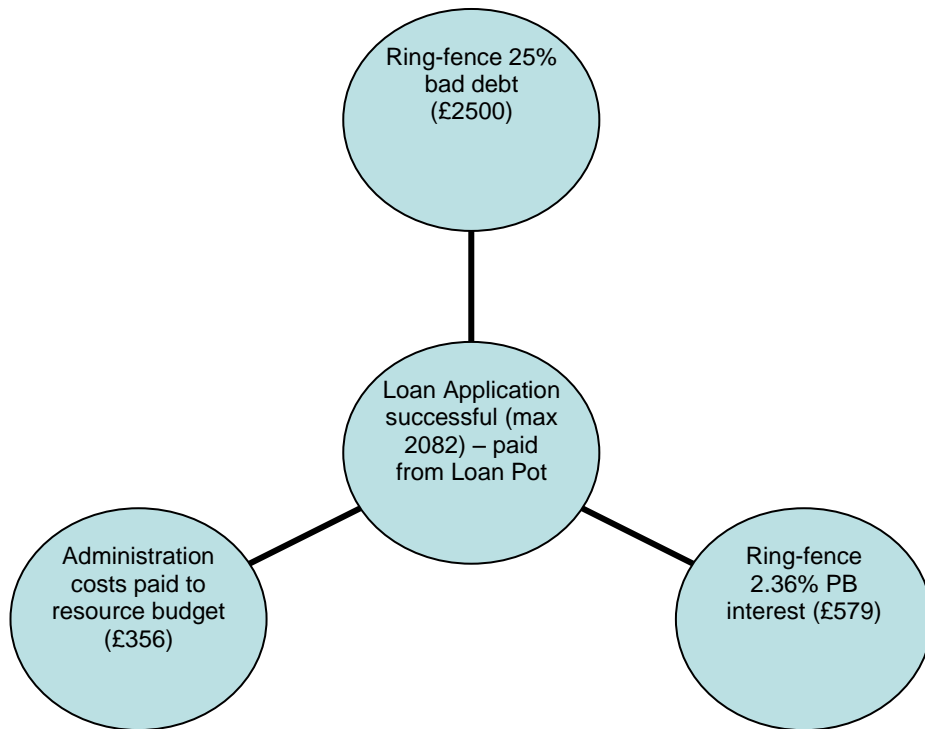 Ring-fence 25%
bad debt
(£2500)
Loan Application
successful (max
2082) – paid
from Loan Pot
Administration
costs paid to
resource budget
(£356)
Ring-fence
2.36% PB
interest (£579)